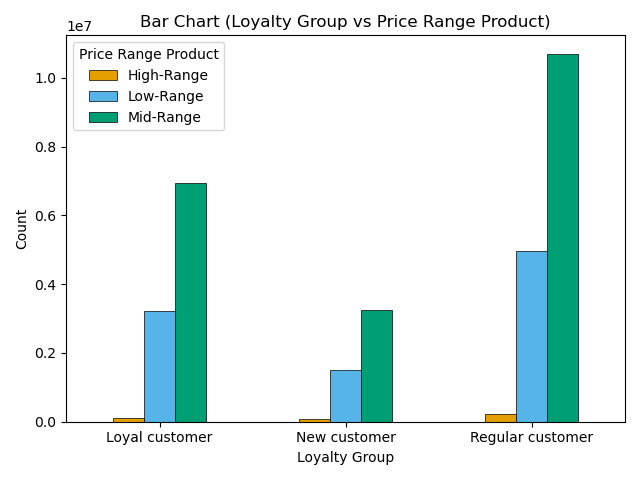 Bar Chart (Loyalty Group vs Price Range Product)
1e7
Price Range Product
High-Range
Low-Range
Mid-Range
1.0
0.8
0.6
0.4
0.2
0.0
Count
Loyal customer
New customer
Regular customer
Loyalty Group